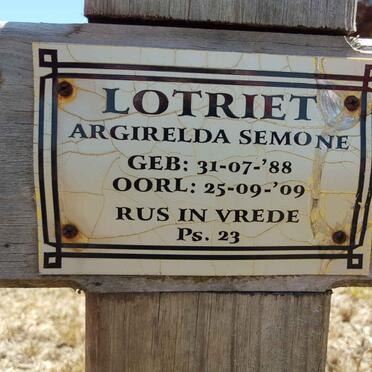 LOTRIET
ARGIRELDA SEMONE
GEB: 31-07-'88
OORL: 25-09-'09
RUS IN VREDE
Ps. 23